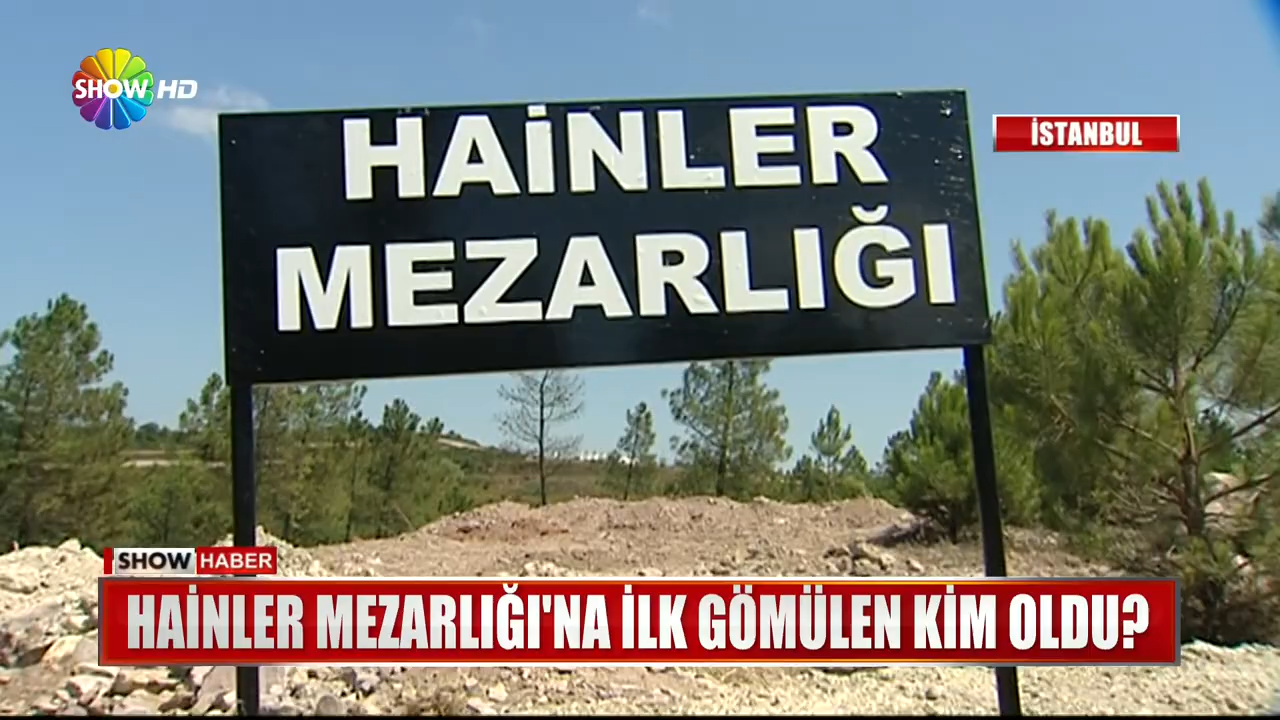 SHOW HD
İSTANBUL
HAİNLER
MEZARLIĞI
SHOW HABER
HAİNLER MEZARLIĞI'NA İLK GÖMÜLEN KİM OLDU?